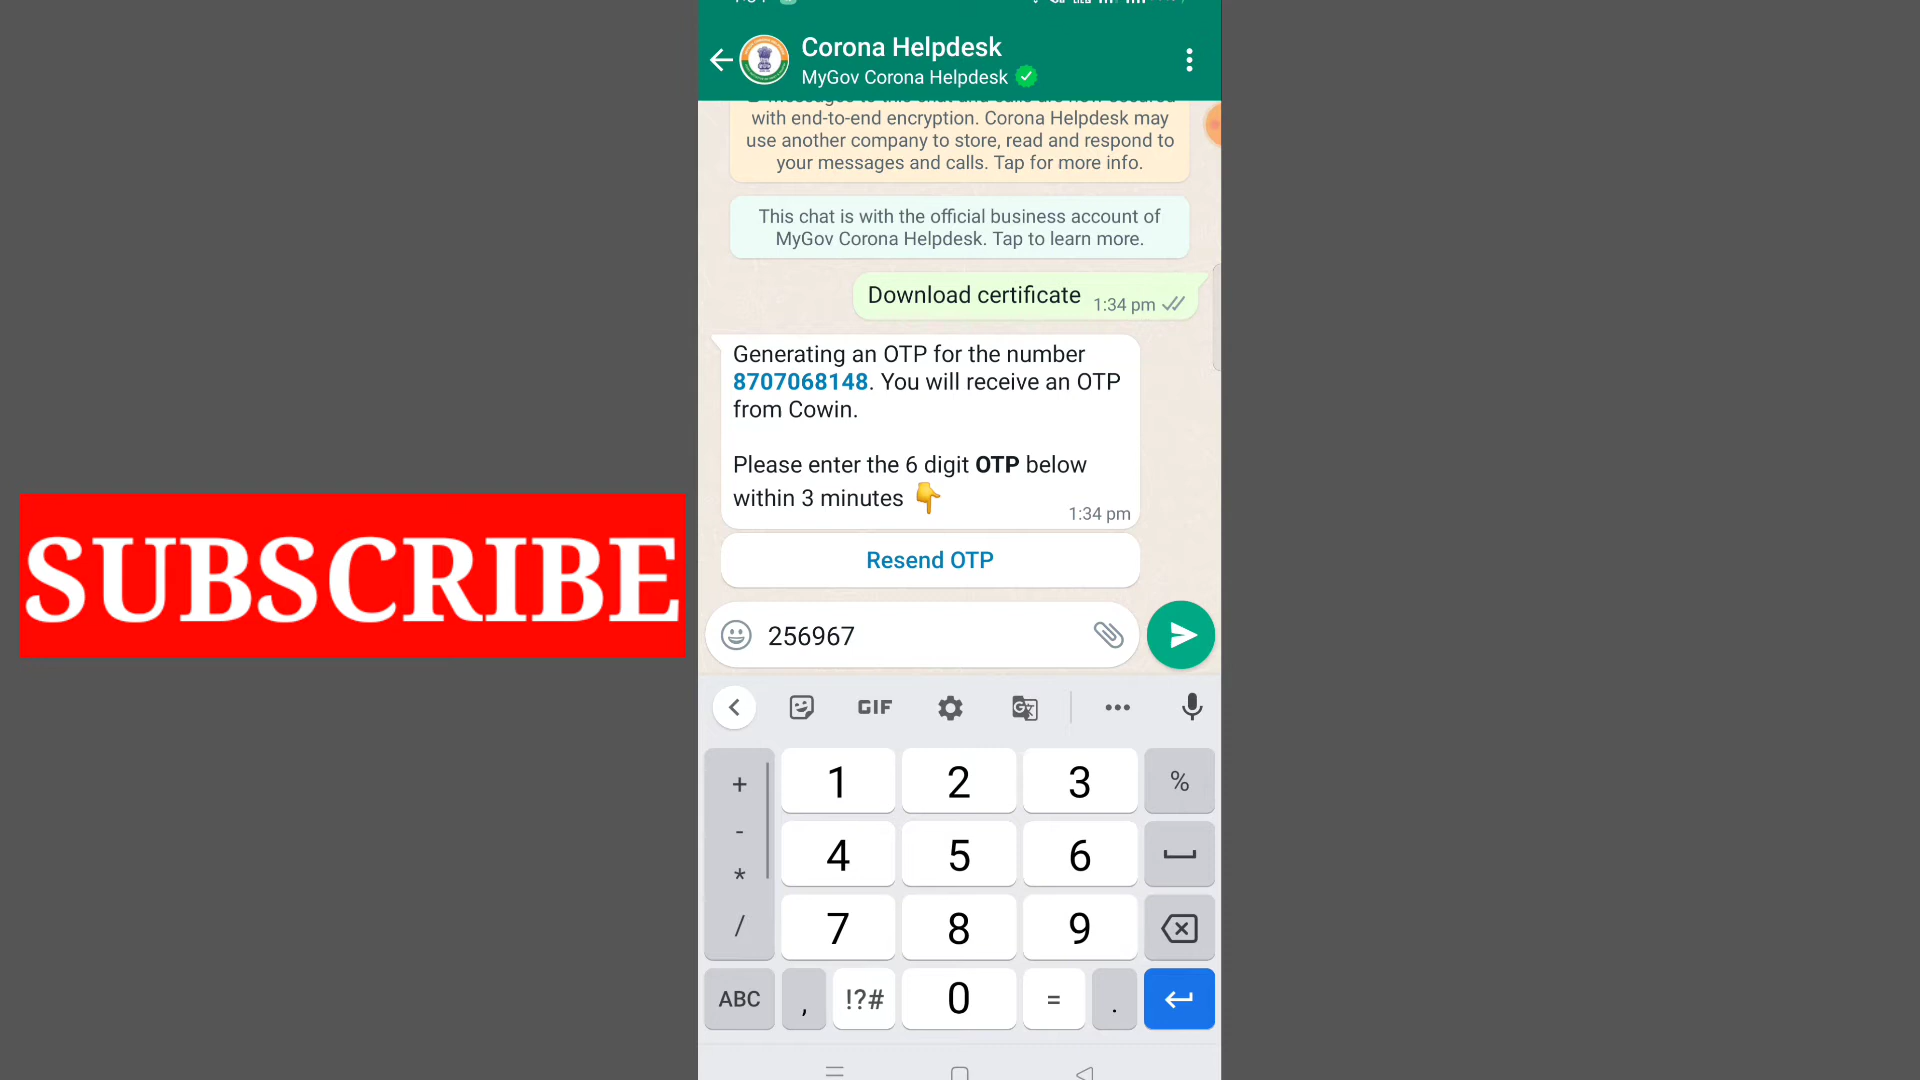 Corona Helpdesk
MyGov Corona Helpdesk
with end-to-end encryption. Corona Helpdesk may
use another company to store, read and respond to
your messages and calls. Tap for more info.
This chat is with the official business account of
MyGov Corona Helpdesk. Tap to learn more.
Download certificate 1:34 pm
Generating an OTP for the number
8707068148. You will receive an OTP
from Cowin.
Please enter the 6 digit OTP below
within 3 minutes 👇
1:34 pm
Resend OTP
SUBSCRIBE
256967
GIF
+ 1 2 3 %
- 4 5 6
*
/ 7 8 9
ABC , !?# 0 = .